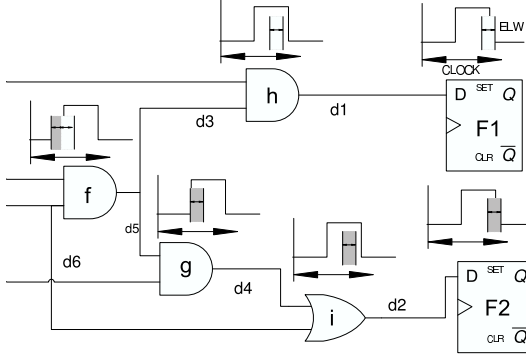 ELW
CLOCK
D SET Q
h
d3
d1
F1
CLR Q
f
d5
g
d6
d4
D SET Q
i
d2
F2
CLR Q